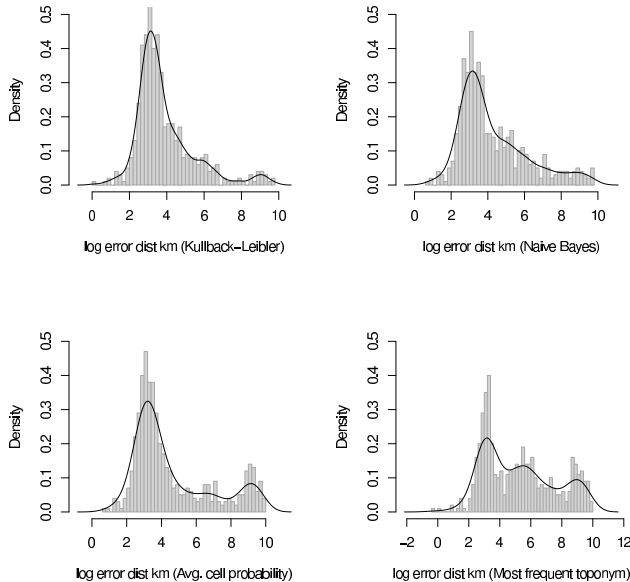 Density
0.0 0.1 0.2 0.3 0.4 0.5
0 2 4 6 8 10
log error dist km (Kullback−Leibler)
Density
0.0 0.1 0.2 0.3 0.4 0.5
0 2 4 6 8 10
log error dist km (Naive Bayes)
Density
0.0 0.1 0.2 0.3 0.4 0.5
0 2 4 6 8 10
log error dist km (Avg. cell probability)
Density
0.0 0.1 0.2 0.3 0.4 0.5
−2 0 2 4 6 8 10 12
log error dist km (Most frequent toponym)